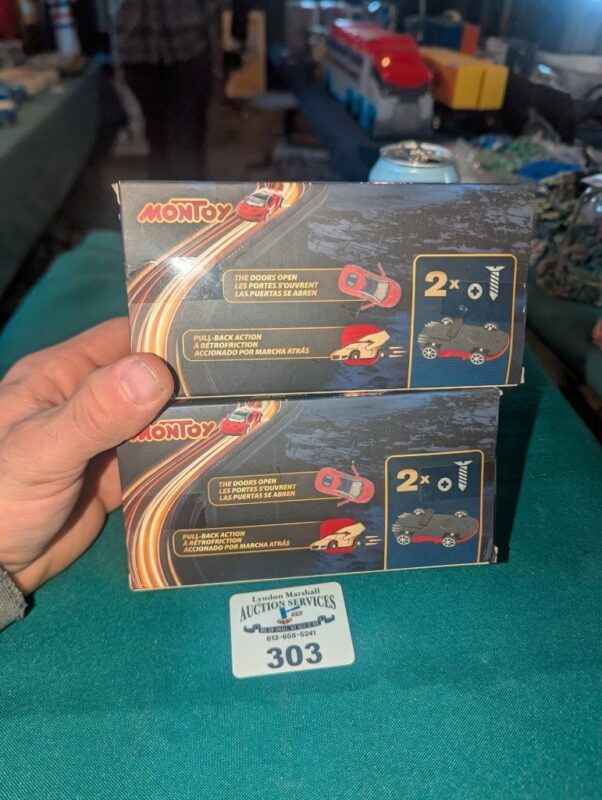 MONTOY
THE DOORS OPEN
LES PORTES S'OUVRENT
LAS PUERTAS SE ABREN
PULL-BACK ACTION
À RÉTROFRICTION
ACCIONADO POR MARCHA ATRÁS
2x
MONTOY
THE DOORS OPEN
LES PORTES S'OUVRENT
LAS PUERTAS SE ABREN
PULL-BACK ACTION
À RÉTROFRICTION
ACCIONADO POR MARCHA ATRÁS
2x
Lyndon Marshall
AUCTION SERVICES
303